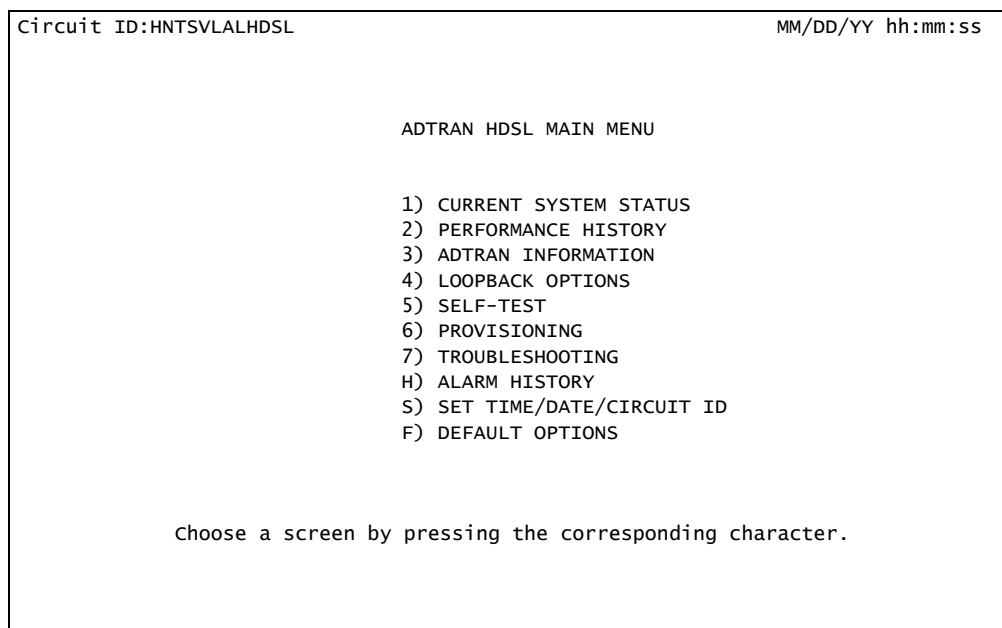 Circuit ID:HNTSVLALHDSL MM/DD/YY hh:mm:ss
ADTRAN HDSL MAIN MENU
1) CURRENT SYSTEM STATUS
2) PERFORMANCE HISTORY
3) ADTRAN INFORMATION
4) LOOPBACK OPTIONS
5) SELF-TEST
6) PROVISIONING
7) TROUBLESHOOTING
H) ALARM HISTORY
S) SET TIME/DATE/CIRCUIT ID
F) DEFAULT OPTIONS
Choose a screen by pressing the corresponding character.